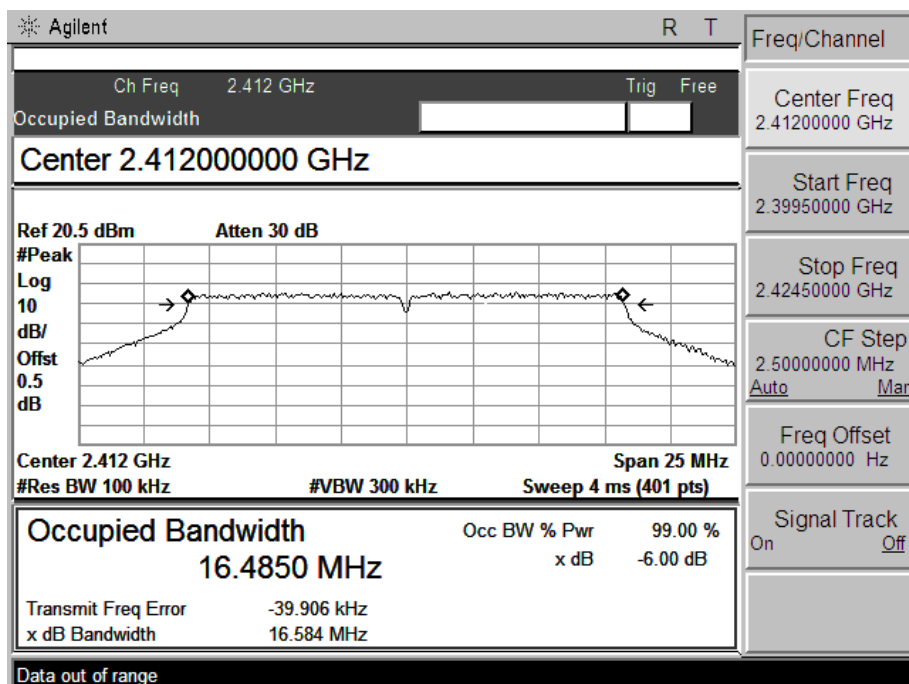 Agilent R T
Ch Freq 2.412 GHz Trig Free
Occupied Bandwidth
Center 2.412000000 GHz
Ref 20.5 dBm Atten 30 dB
#Peak
Log
10
dB/
Offst
0.5
dB
Center 2.412 GHz Span 25 MHz
#Res BW 100 kHz #VBW 300 kHz Sweep 4 ms (401 pts)
Occupied Bandwidth
16.4850 MHz
Occ BW % Pwr 99.00 %
x dB -6.00 dB
Transmit Freq Error -39.906 kHz
x dB Bandwidth 16.584 MHz
Data out of range
Freq/Channel
Center Freq
2.41200000 GHz
Start Freq
2.39950000 GHz
Stop Freq
2.42450000 GHz
CF Step
2.50000000 MHz
Auto Man
Freq Offset
0.00000000 Hz
Signal Track
On Off